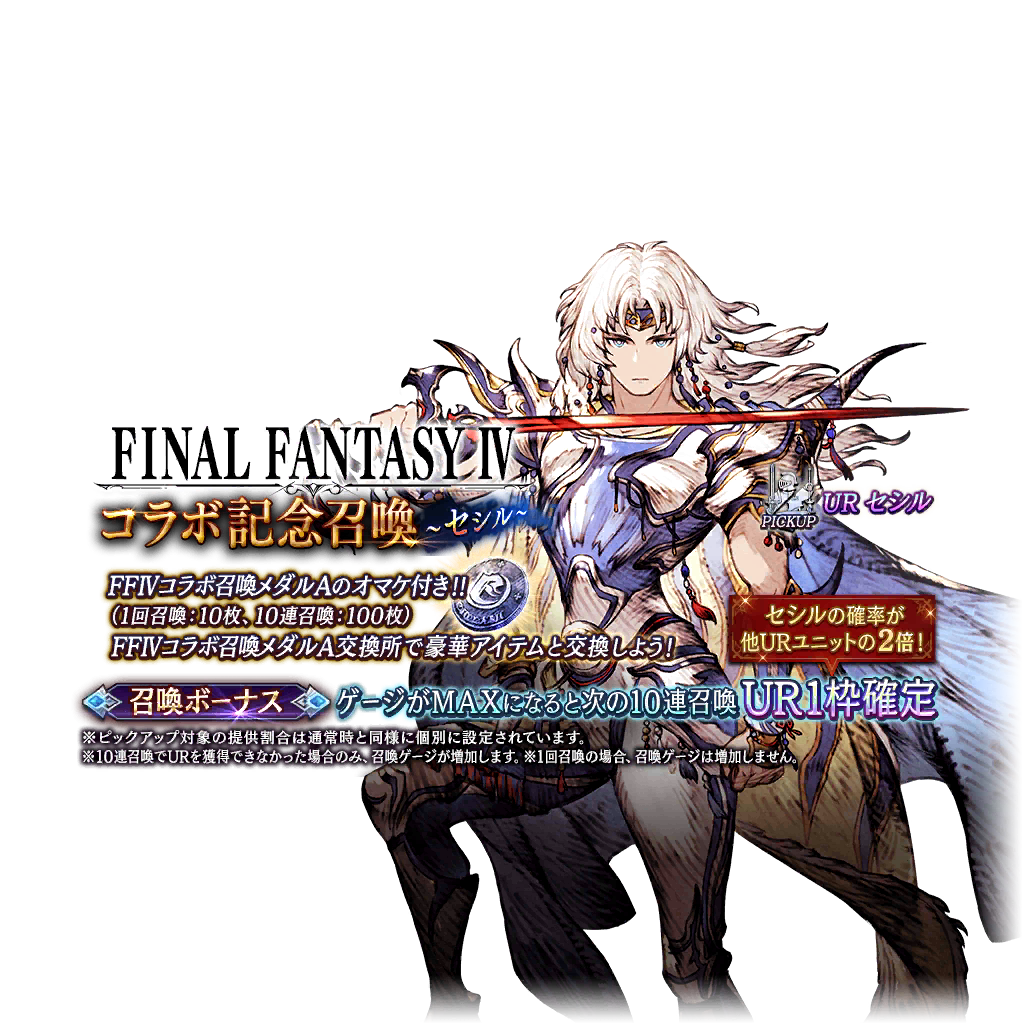 FINAL FANTASY IV
コラボ記念召喚 ~セシル~
PICKUP UR セシル
FFIVコラボ召喚メダルAのオマケ付き!!
(1回召喚:10枚、10連召喚:100枚)
FFIVコラボ召喚メダルA交換所で豪華アイテムと交換しよう!
セシルの確率が
他URユニットの2倍!
召喚ボーナス ゲージがMAXになると次の10連召喚 UR1枠確定
※ピックアップ対象の提供割合は通常時と同様に個別に設定されています。
※10連召喚でURを獲得できなかった場合のみ、召喚ゲージが増加します。※1回召喚の場合、召喚ゲージは増加しません。